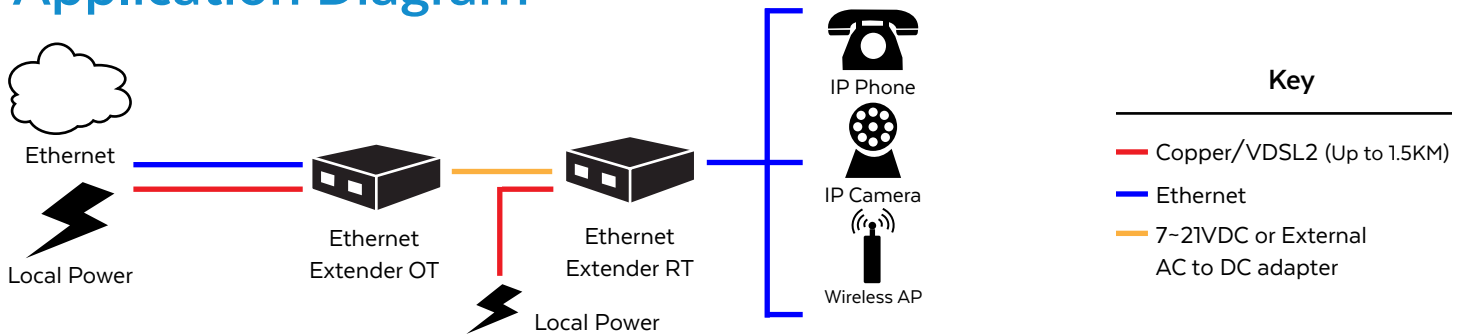 Application Diagram
Ethernet
Local Power
Ethernet
Extender OT
Local Power
Ethernet
Extender RT
IP Phone
IP Camera
Wireless AP
Key
Copper/VDSL2 (Up to 1.5KM)
Ethernet
7~21VDC or External
AC to DC adapter